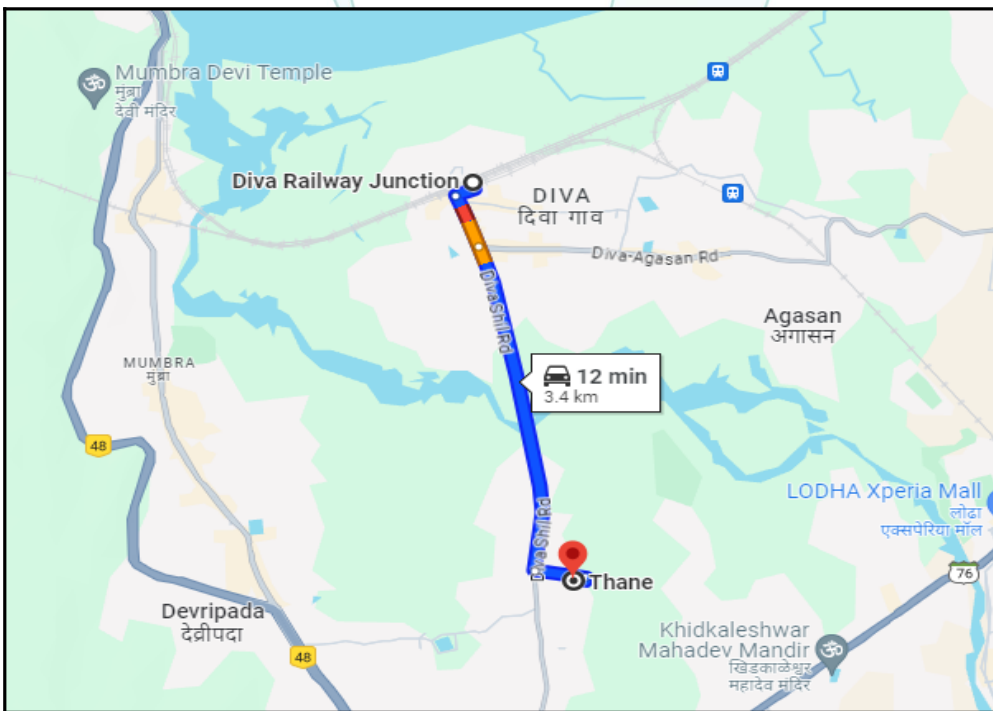 Mumbra Devi Temple
मुंब्रा
देवी मंदिर
Diva Railway Junction
DIVA
दिवा गाव
Diva-Agasan Rd
Diva Shil Rd
Agasan
अगासन
MUMBRA
मुंब्रा
12 min
3.4 km
48
LODHA Xperia Mall
लोढा
एक्सपेरिया मॉल
Diva Shil Rd
Thane
76
Devripada
देव्रीपदा
Khidkaleshwar
Mahadev Mandir
खिडकाळेश्वर
महादेव मंदिर
48